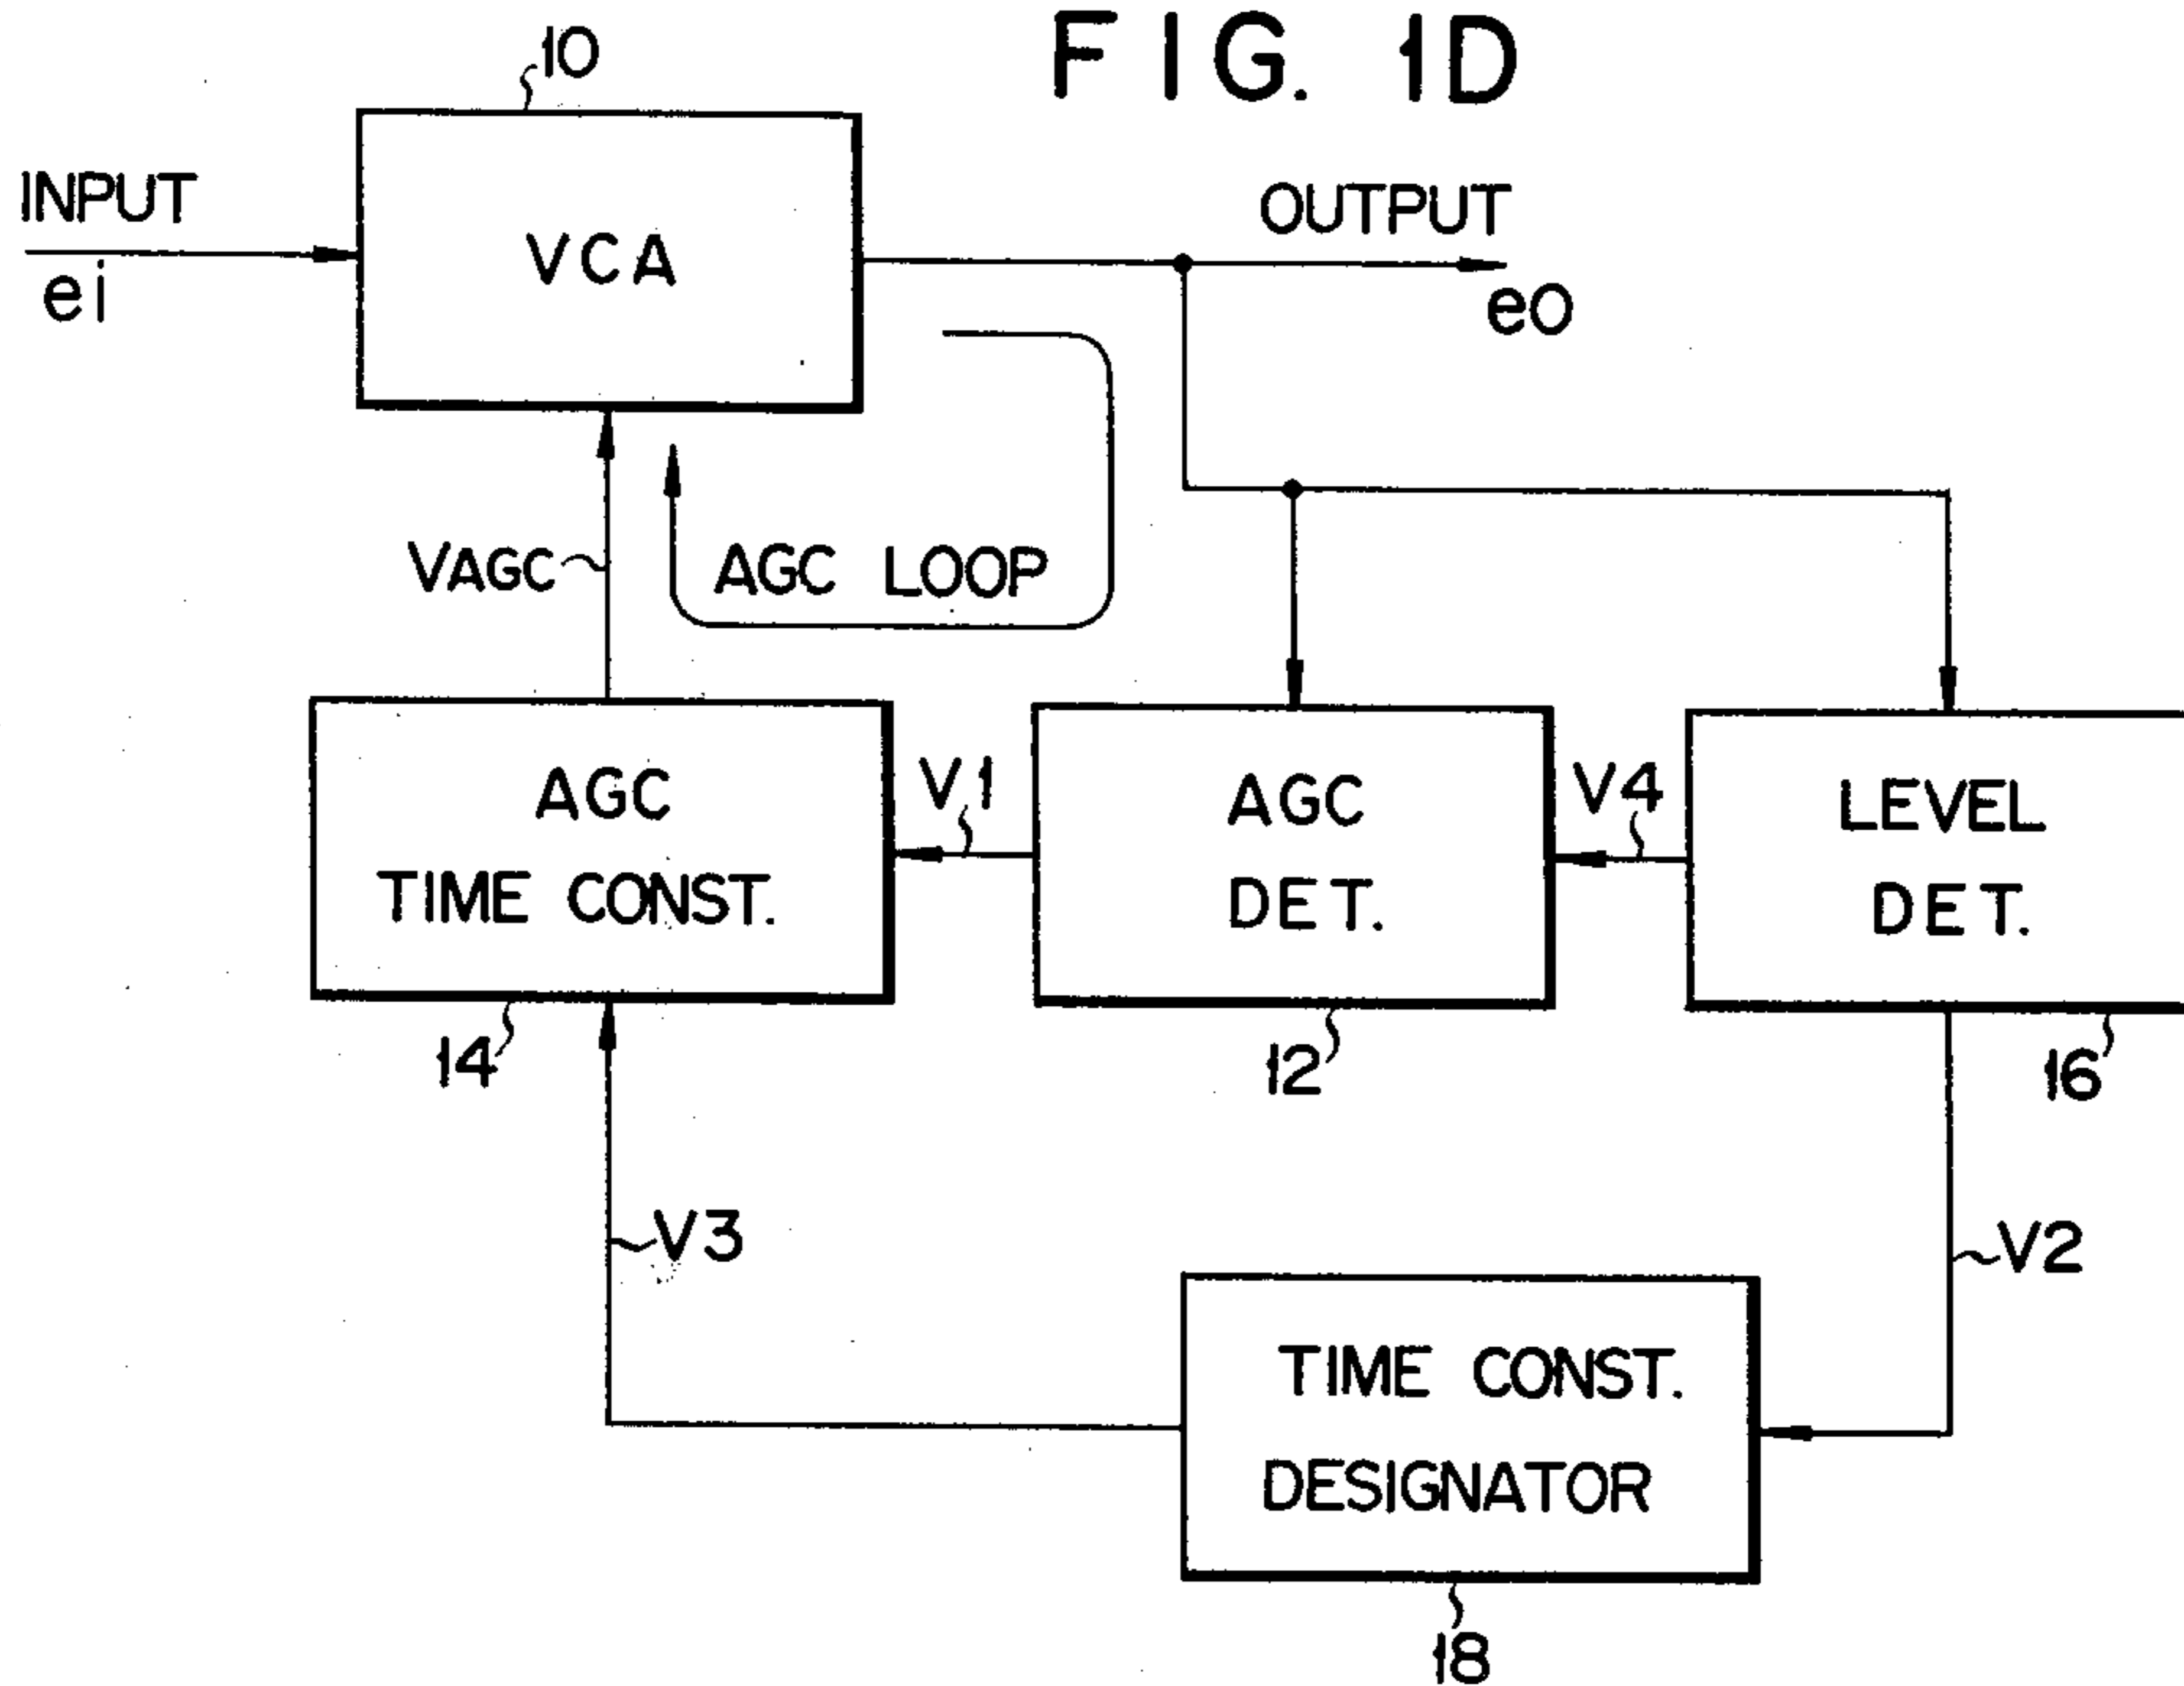 FIG. 1D
10
INPUT
ei
VCA
OUTPUT
eo
VAGC
AGC LOOP
AGC
TIME CONST.
V1
AGC
DET.
V4
LEVEL
DET.
14
12
16
V3
V2
TIME CONST.
DESIGNATOR
18